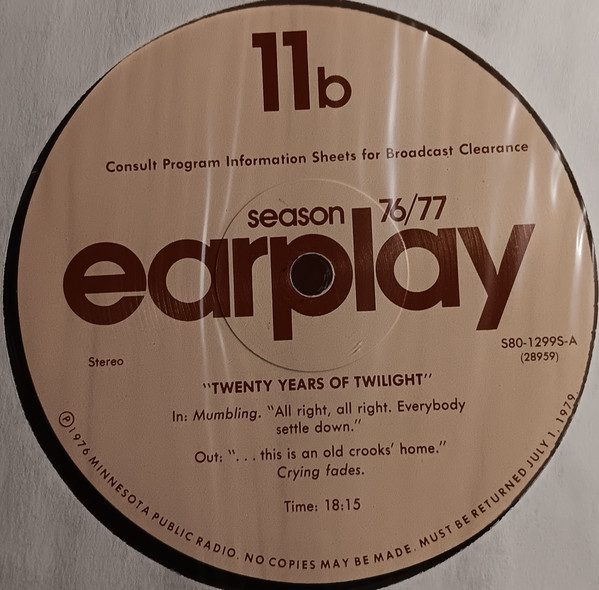 11b
Consult Program Information Sheets for Broadcast Clearance
season 76/77
earplay
Stereo
S80-1299S-A
(28959)
"TWENTY YEARS OF TWILIGHT"
In: Mumbling. "All right, all right. Everybody
settle down."
Out: ". . . this is an old crooks' home."
Crying fades.
Time: 18:15
Ⓟ1976 MINNESOTA PUBLIC RADIO. NO COPIES MAY BE MADE. MUST BE RETURNED JULY 1, 1979.